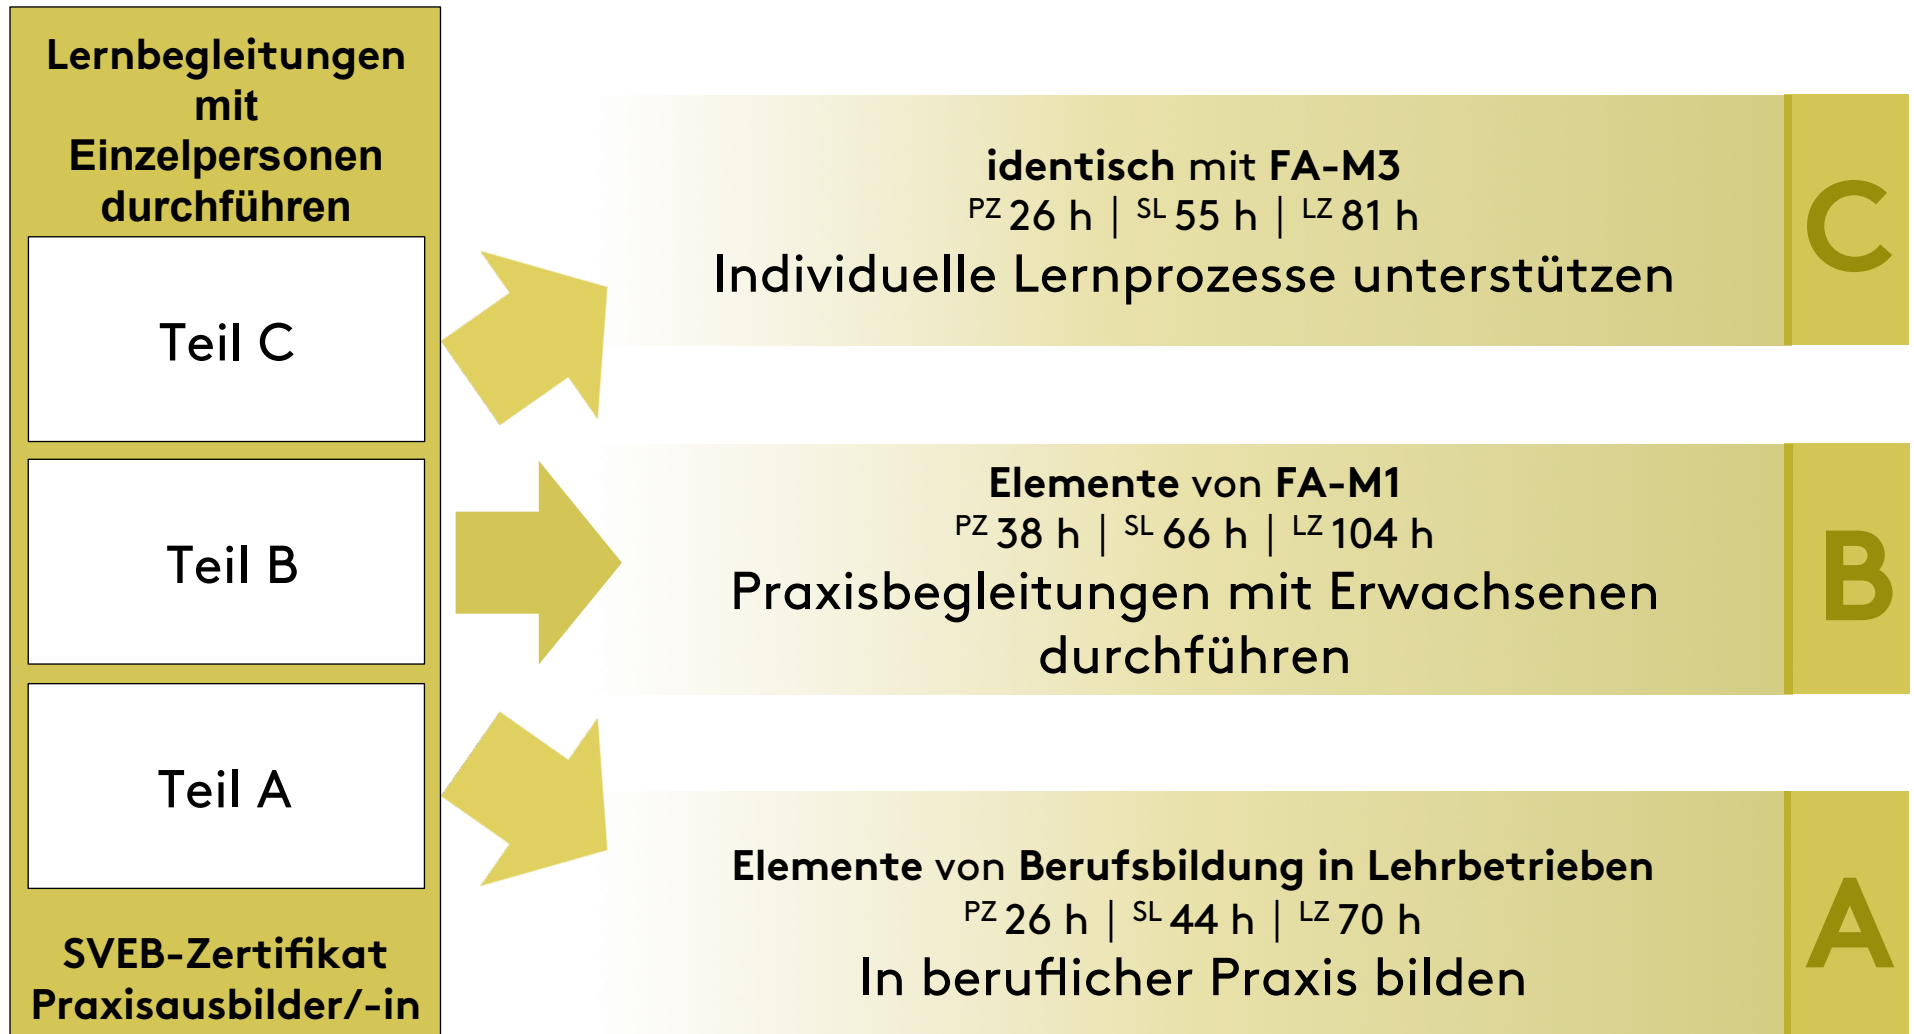 Lernbegleitungen
mit
Einzelpersonen
durchführen
Teil C
Teil B
Teil A
SVEB-Zertifikat
Praxisausbilder/-in
identisch mit FA-M3
PZ 26 h | SL 55 h | LZ 81 h
Individuelle Lernprozesse unterstützen
C
Elemente von FA-M1
PZ 38 h | SL 66 h | LZ 104 h
Praxisbegleitungen mit Erwachsenen
durchführen
B
Elemente von Berufsbildung in Lehrbetrieben
PZ 26 h | SL 44 h | LZ 70 h
In beruflicher Praxis bilden
A